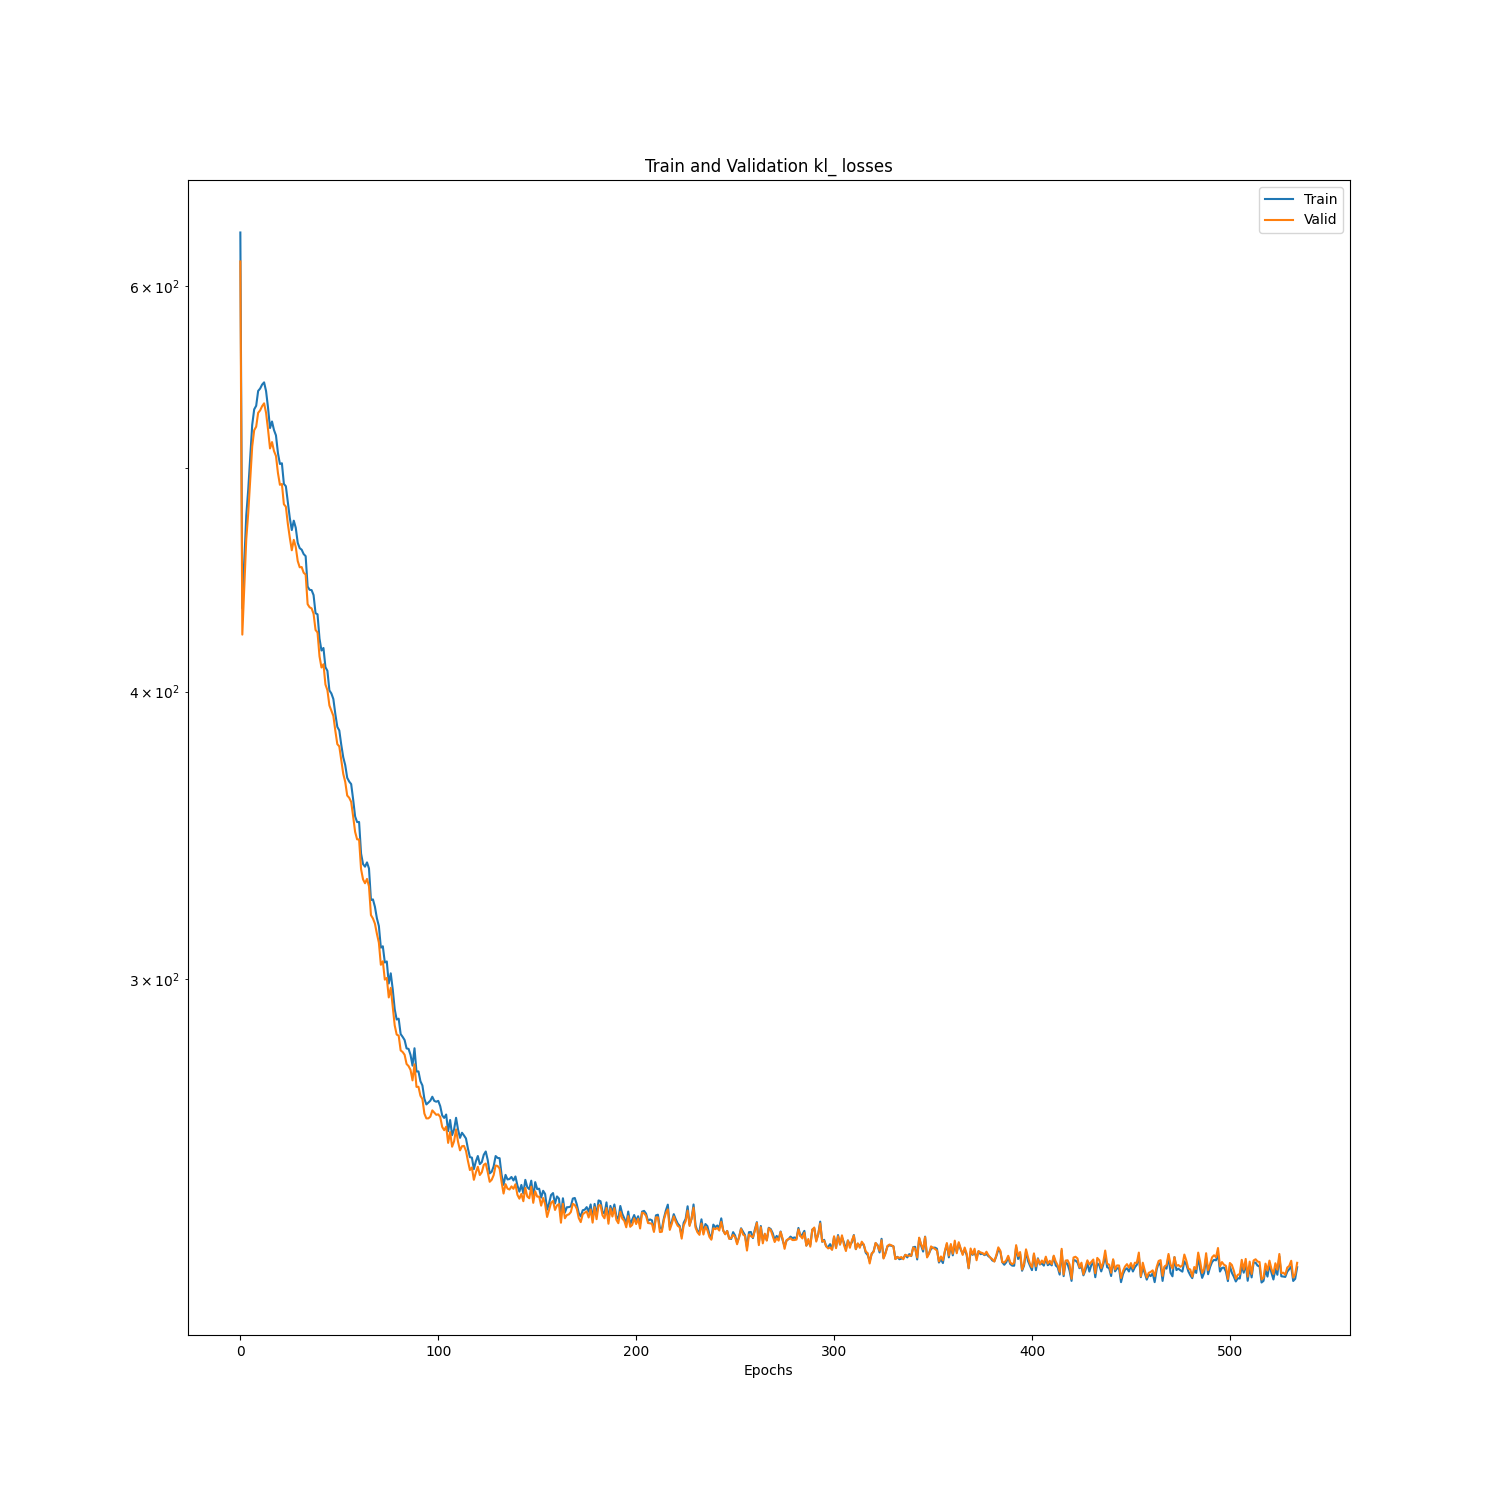 Train and Validation kl_ losses
Train
Valid
6 × 10²
4 × 10²
3 × 10²
0 100 200 300 400 500
Epochs